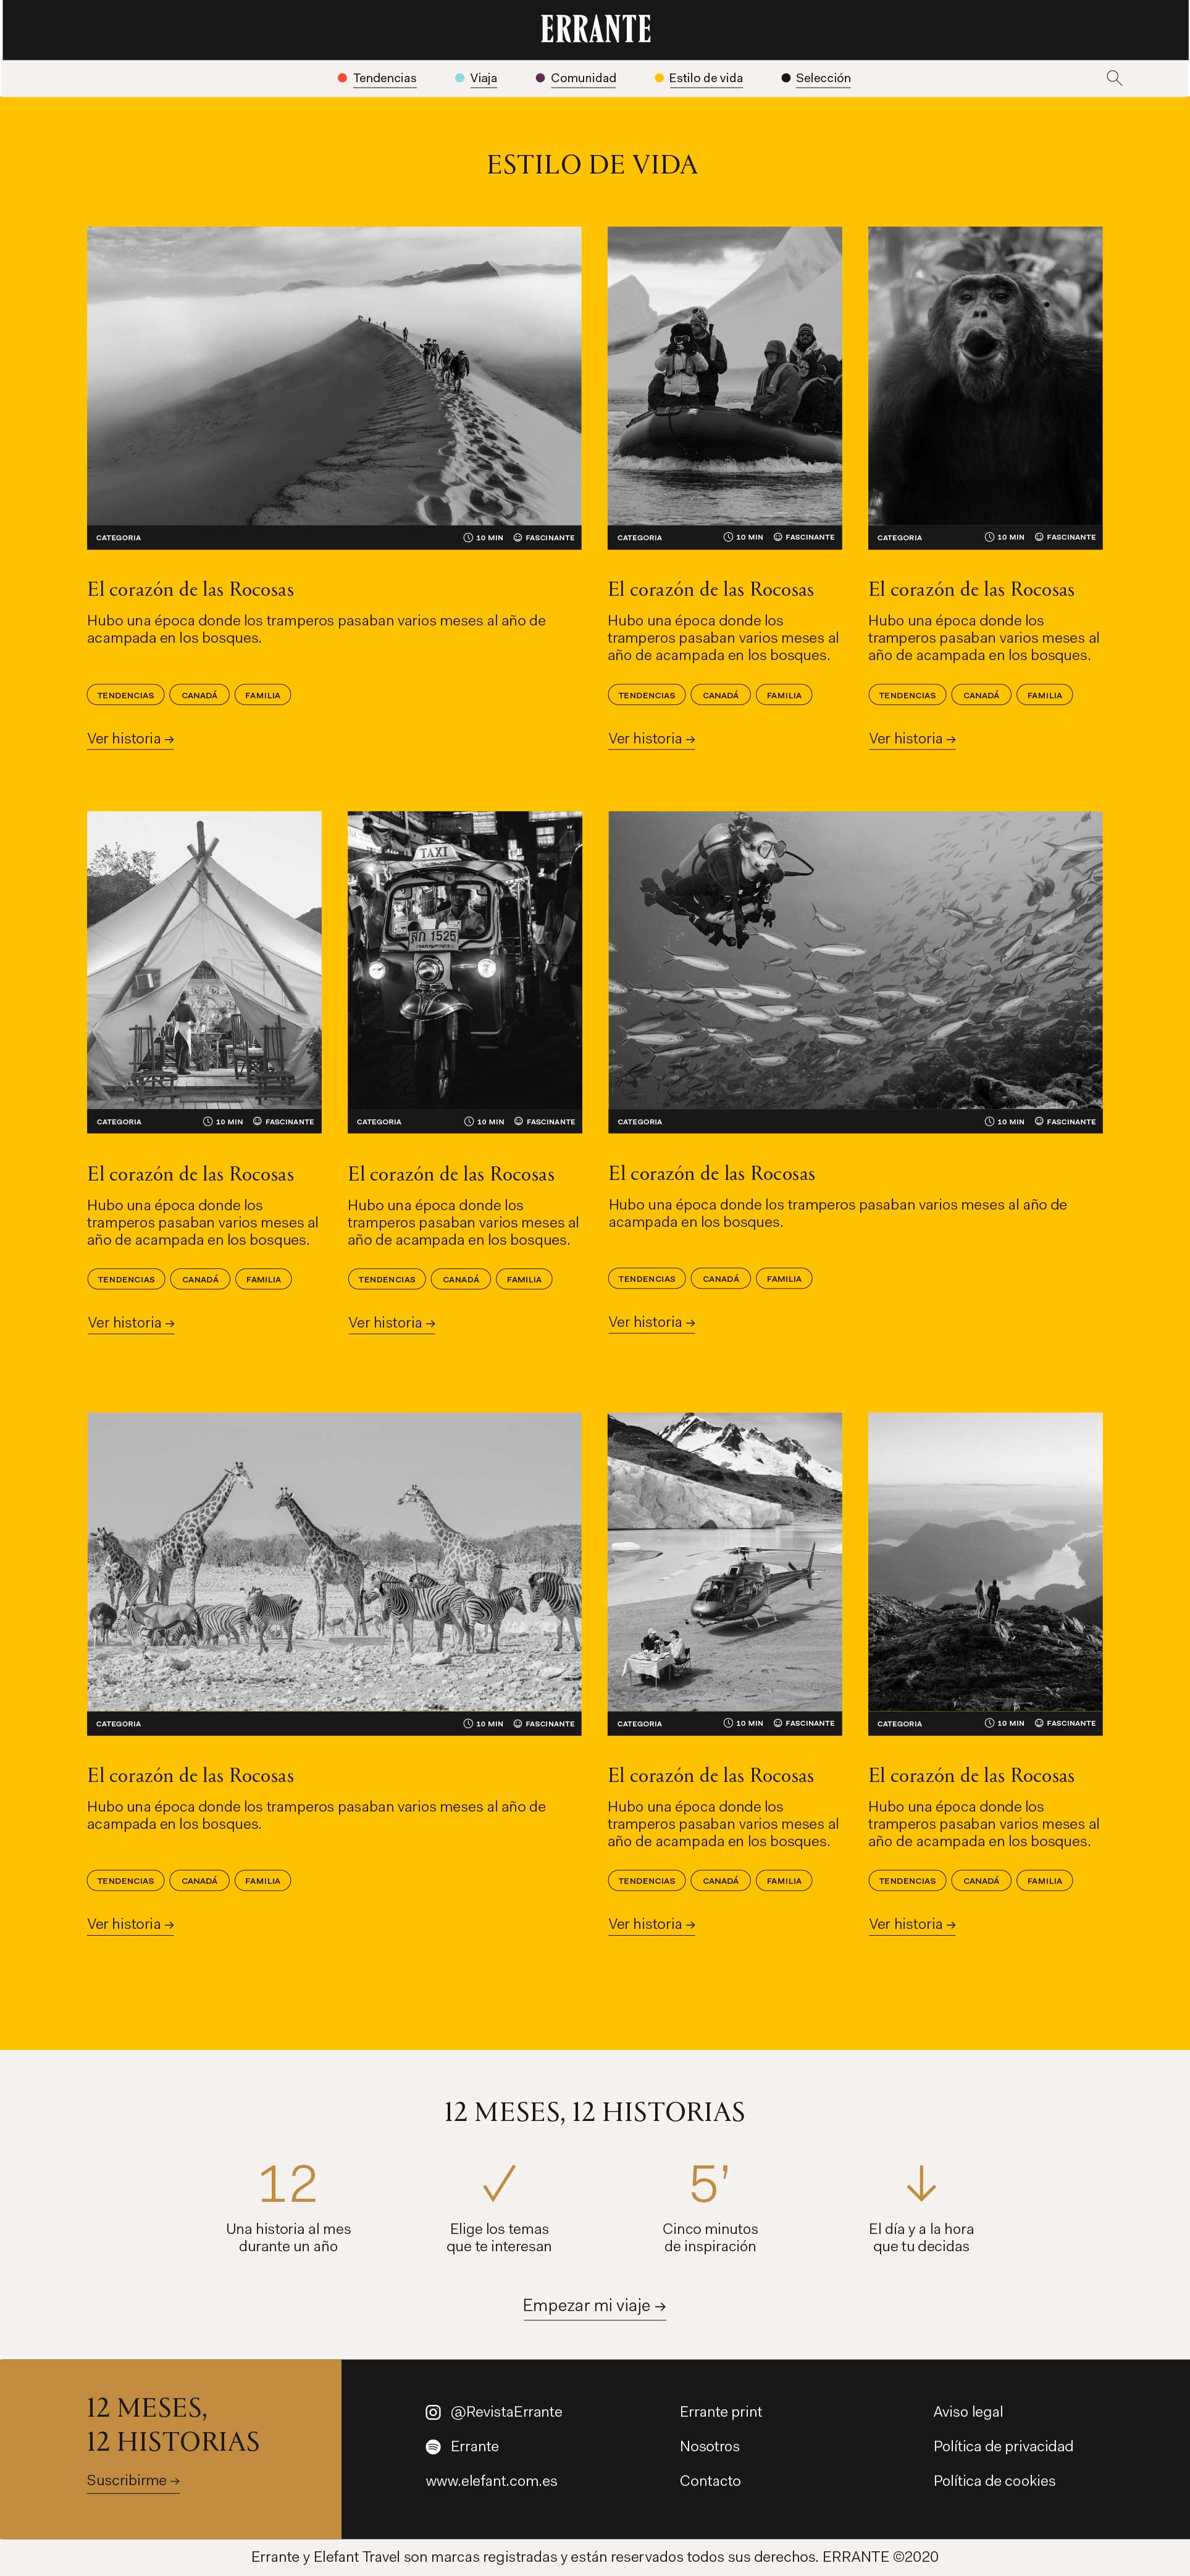 ERRANTE
Tendencias
Viaja
Comunidad
Estilo de vida
Selección
ESTILO DE VIDA
CATEGORIA 10 MIN FASCINANTE
El corazón de las Rocosas
Hubo una época donde los tramperos pasaban varios meses al año de
acampada en los bosques.
TENDENCIAS CANADÁ FAMILIA
Ver historia →
CATEGORIA 10 MIN FASCINANTE
El corazón de las Rocosas
Hubo una época donde los
tramperos pasaban varios meses al
año de acampada en los bosques.
TENDENCIAS CANADÁ FAMILIA
Ver historia →
CATEGORIA 10 MIN FASCINANTE
El corazón de las Rocosas
Hubo una época donde los
tramperos pasaban varios meses al
año de acampada en los bosques.
TENDENCIAS CANADÁ FAMILIA
Ver historia →
CATEGORIA 10 MIN FASCINANTE
El corazón de las Rocosas
Hubo una época donde los
tramperos pasaban varios meses al
año de acampada en los bosques.
TENDENCIAS CANADÁ FAMILIA
Ver historia →
TAXI
1525
CATEGORIA 10 MIN FASCINANTE
El corazón de las Rocosas
Hubo una época donde los
tramperos pasaban varios meses al
año de acampada en los bosques.
TENDENCIAS CANADÁ FAMILIA
Ver historia →
CATEGORIA 10 MIN FASCINANTE
El corazón de las Rocosas
Hubo una época donde los tramperos pasaban varios meses al año de
acampada en los bosques.
TENDENCIAS CANADÁ FAMILIA
Ver historia →
CATEGORIA 10 MIN FASCINANTE
El corazón de las Rocosas
Hubo una época donde los tramperos pasaban varios meses al año de
acampada en los bosques.
TENDENCIAS CANADÁ FAMILIA
Ver historia →
CATEGORIA 10 MIN FASCINANTE
El corazón de las Rocosas
Hubo una época donde los
tramperos pasaban varios meses al
año de acampada en los bosques.
TENDENCIAS CANADÁ FAMILIA
Ver historia →
CATEGORIA 10 MIN FASCINANTE
El corazón de las Rocosas
Hubo una época donde los
tramperos pasaban varios meses al
año de acampada en los bosques.
TENDENCIAS CANADÁ FAMILIA
Ver historia →
12 MESES, 12 HISTORIAS
12
Una historia al mes
durante un año
Elige los temas
que te interesan
5’
Cinco minutos
de inspiración
El día y a la hora
que tu decidas
Empezar mi viaje →
12 MESES,
12 HISTORIAS
Suscribirme →
@RevistaErrante
Errante
www.elefant.com.es
Errante print
Nosotros
Contacto
Aviso legal
Política de privacidad
Política de cookies
Errante y Elefant Travel son marcas registradas y están reservados todos sus derechos. ERRANTE ©2020